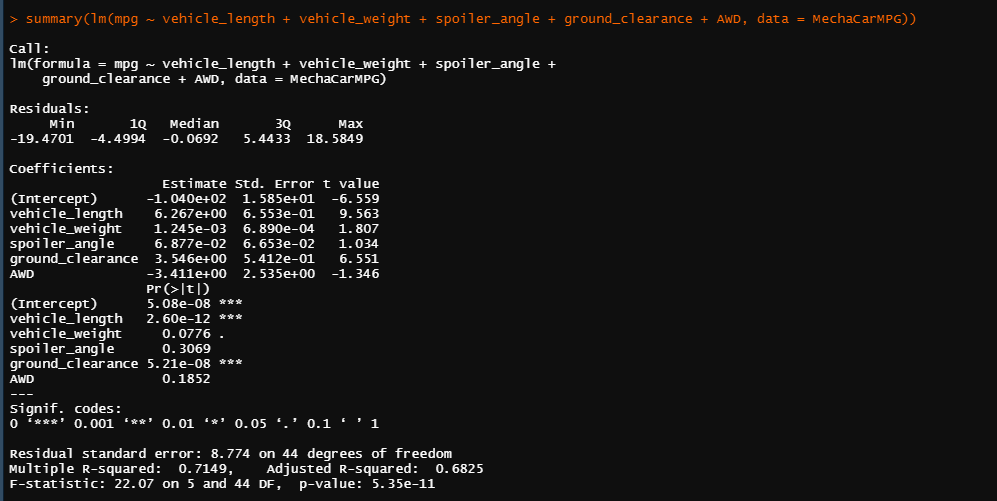 > summary(lm(mpg ~ vehicle_length + vehicle_weight + spoiler_angle + ground_clearance + AWD, data = MechaCarMPG))

Call:
lm(formula = mpg ~ vehicle_length + vehicle_weight + spoiler_angle +
    ground_clearance + AWD, data = MechaCarMPG)

Residuals:
     Min       1Q   Median       3Q      Max
-19.4701  -4.4994  -0.0692   5.4433  18.5849

Coefficients:
                   Estimate Std. Error t value
(Intercept)      -1.040e+02  1.585e+01  -6.559
vehicle_length    6.267e+00  6.553e-01   9.563
vehicle_weight    1.245e-03  6.890e-04   1.807
spoiler_angle     6.877e-02  6.653e-02   1.034
ground_clearance  3.546e+00  5.412e-01   6.551
AWD              -3.411e+00  2.535e+00  -1.346
                 Pr(>|t|)
(Intercept)      5.08e-08 ***
vehicle_length   2.60e-12 ***
vehicle_weight     0.0776 .
spoiler_angle      0.3069
ground_clearance 5.21e-08 ***
AWD                0.1852
---
Signif. codes:
0 ‘***’ 0.001 ‘**’ 0.01 ‘*’ 0.05 ‘.’ 0.1 ‘ ’ 1

Residual standard error: 8.774 on 44 degrees of freedom
Multiple R-squared:  0.7149,    Adjusted R-squared:  0.6825
F-statistic: 22.07 on 5 and 44 DF,  p-value: 5.35e-11